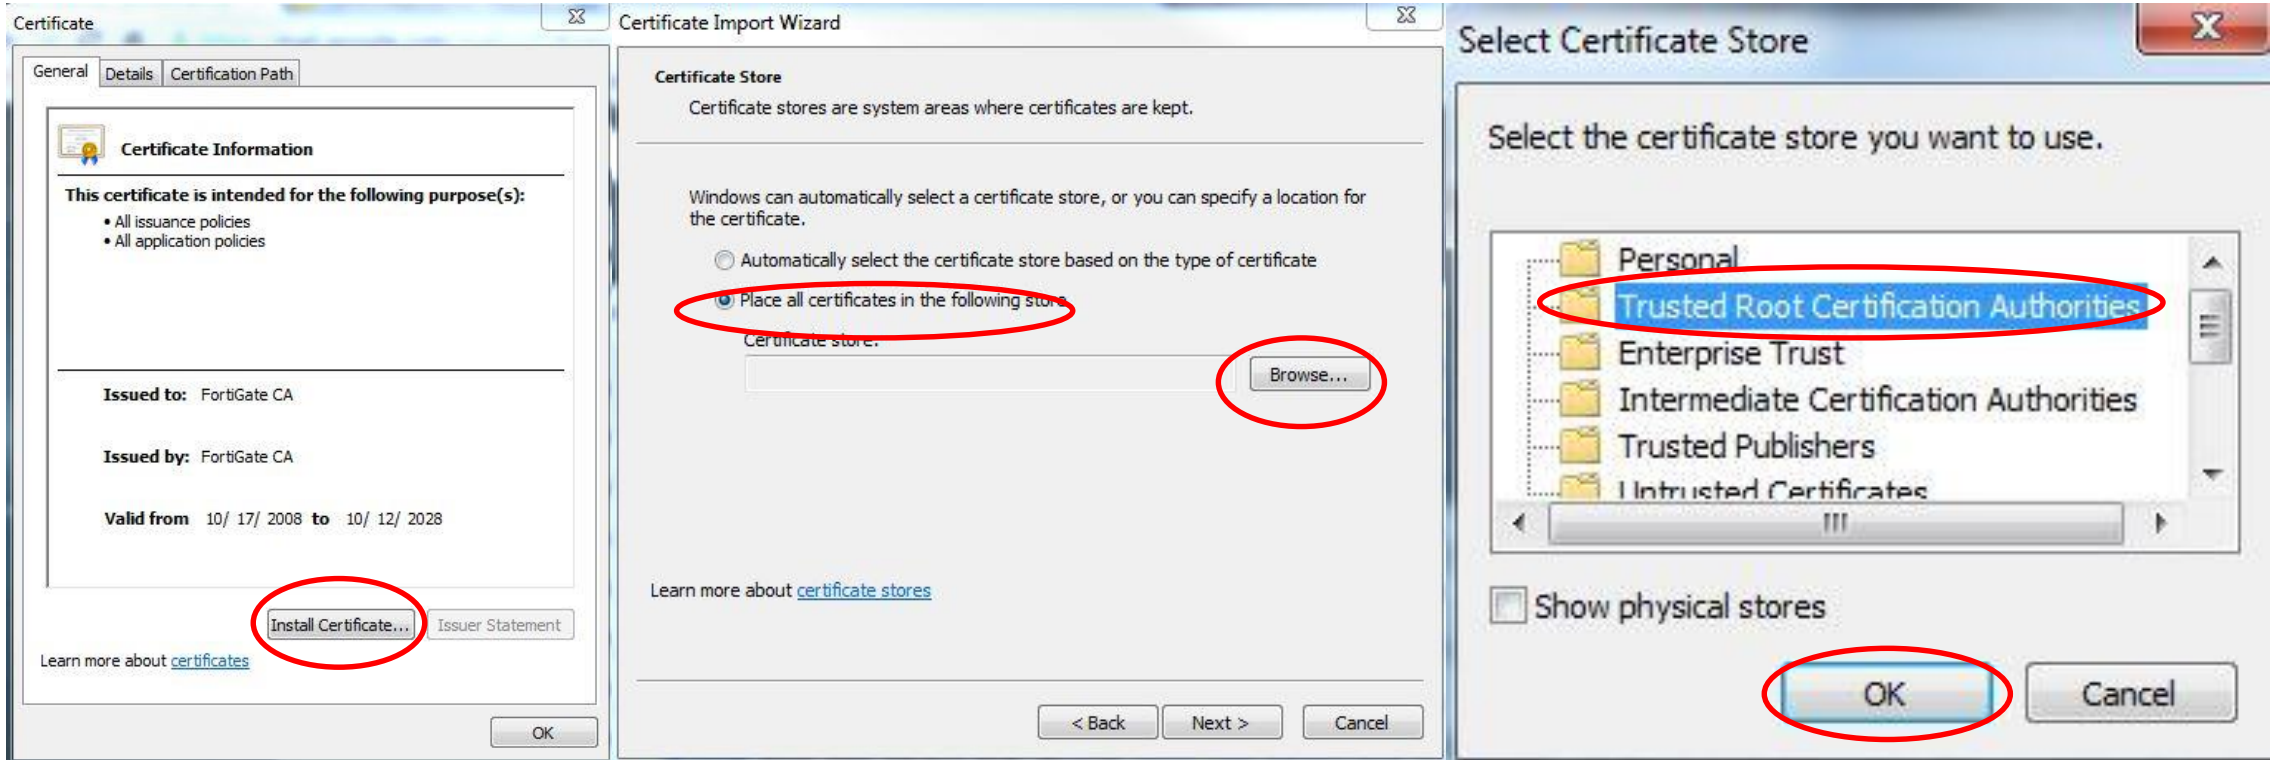 Certificate
General
Details
Certification Path
Certificate Information
This certificate is intended for the following purpose(s):
• All issuance policies
• All application policies
Issued to: FortiGate CA
Issued by: FortiGate CA
Valid from 10/ 17/ 2008 to 10/ 12/ 2028
Install Certificate...
Issuer Statement
Learn more about certificates
OK
Certificate Import Wizard
Certificate Store
Certificate stores are system areas where certificates are kept.
Windows can automatically select a certificate store, or you can specify a location for
the certificate.
Automatically select the certificate store based on the type of certificate
Place all certificates in the following store
Certificate store:
Browse...
Learn more about certificate stores
< Back
Next >
Cancel
Select Certificate Store
Select the certificate store you want to use.
Personal
Trusted Root Certification Authorities
Enterprise Trust
Intermediate Certification Authorities
Trusted Publishers
Untrusted Certificates
Show physical stores
OK
Cancel